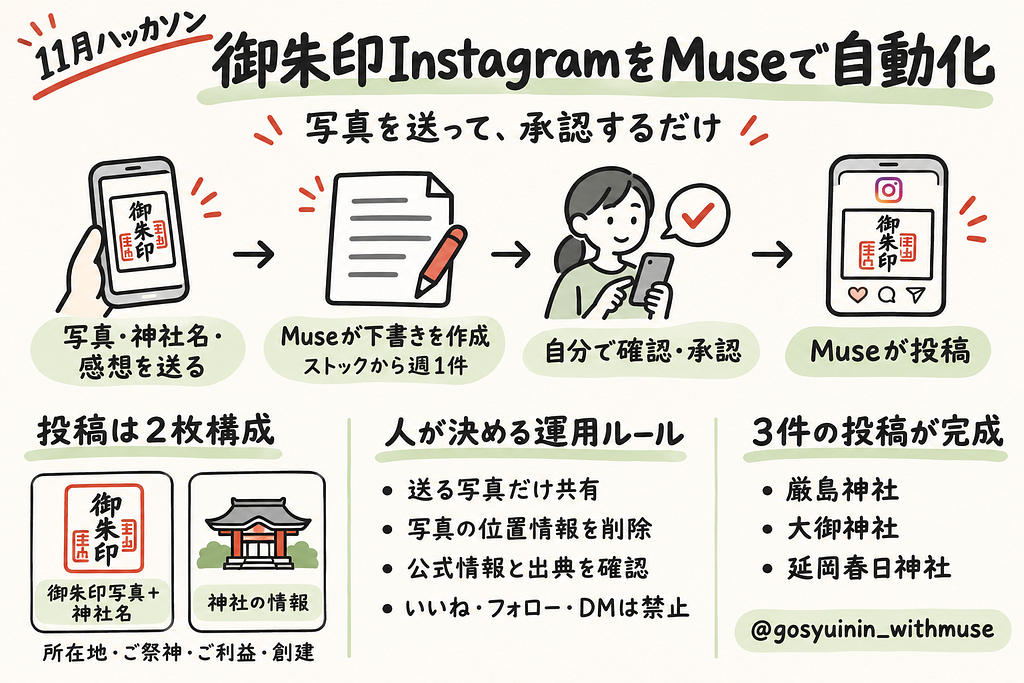 11月ハッカソン
御朱印InstagramをMuseで自動化
写真を送って、承認するだけ
御朱印
御朱印
写真・神社名・
感想を送る
Museが下書きを作成
ストックから週1件
自分で確認・承認
Museが投稿
投稿は2枚構成
御朱印
御朱印写真+
神社名
神社の情報
所在地・ご祭神・ご利益・創建
人が決める運用ルール
• 送る写真だけ共有
• 写真の位置情報を削除
• 公式情報と出典を確認
• いいね・フォロー・DMは禁止
3件の投稿が完成
• 厳島神社
• 大御神社
• 延岡春日神社
@gosyuinin_withmuse